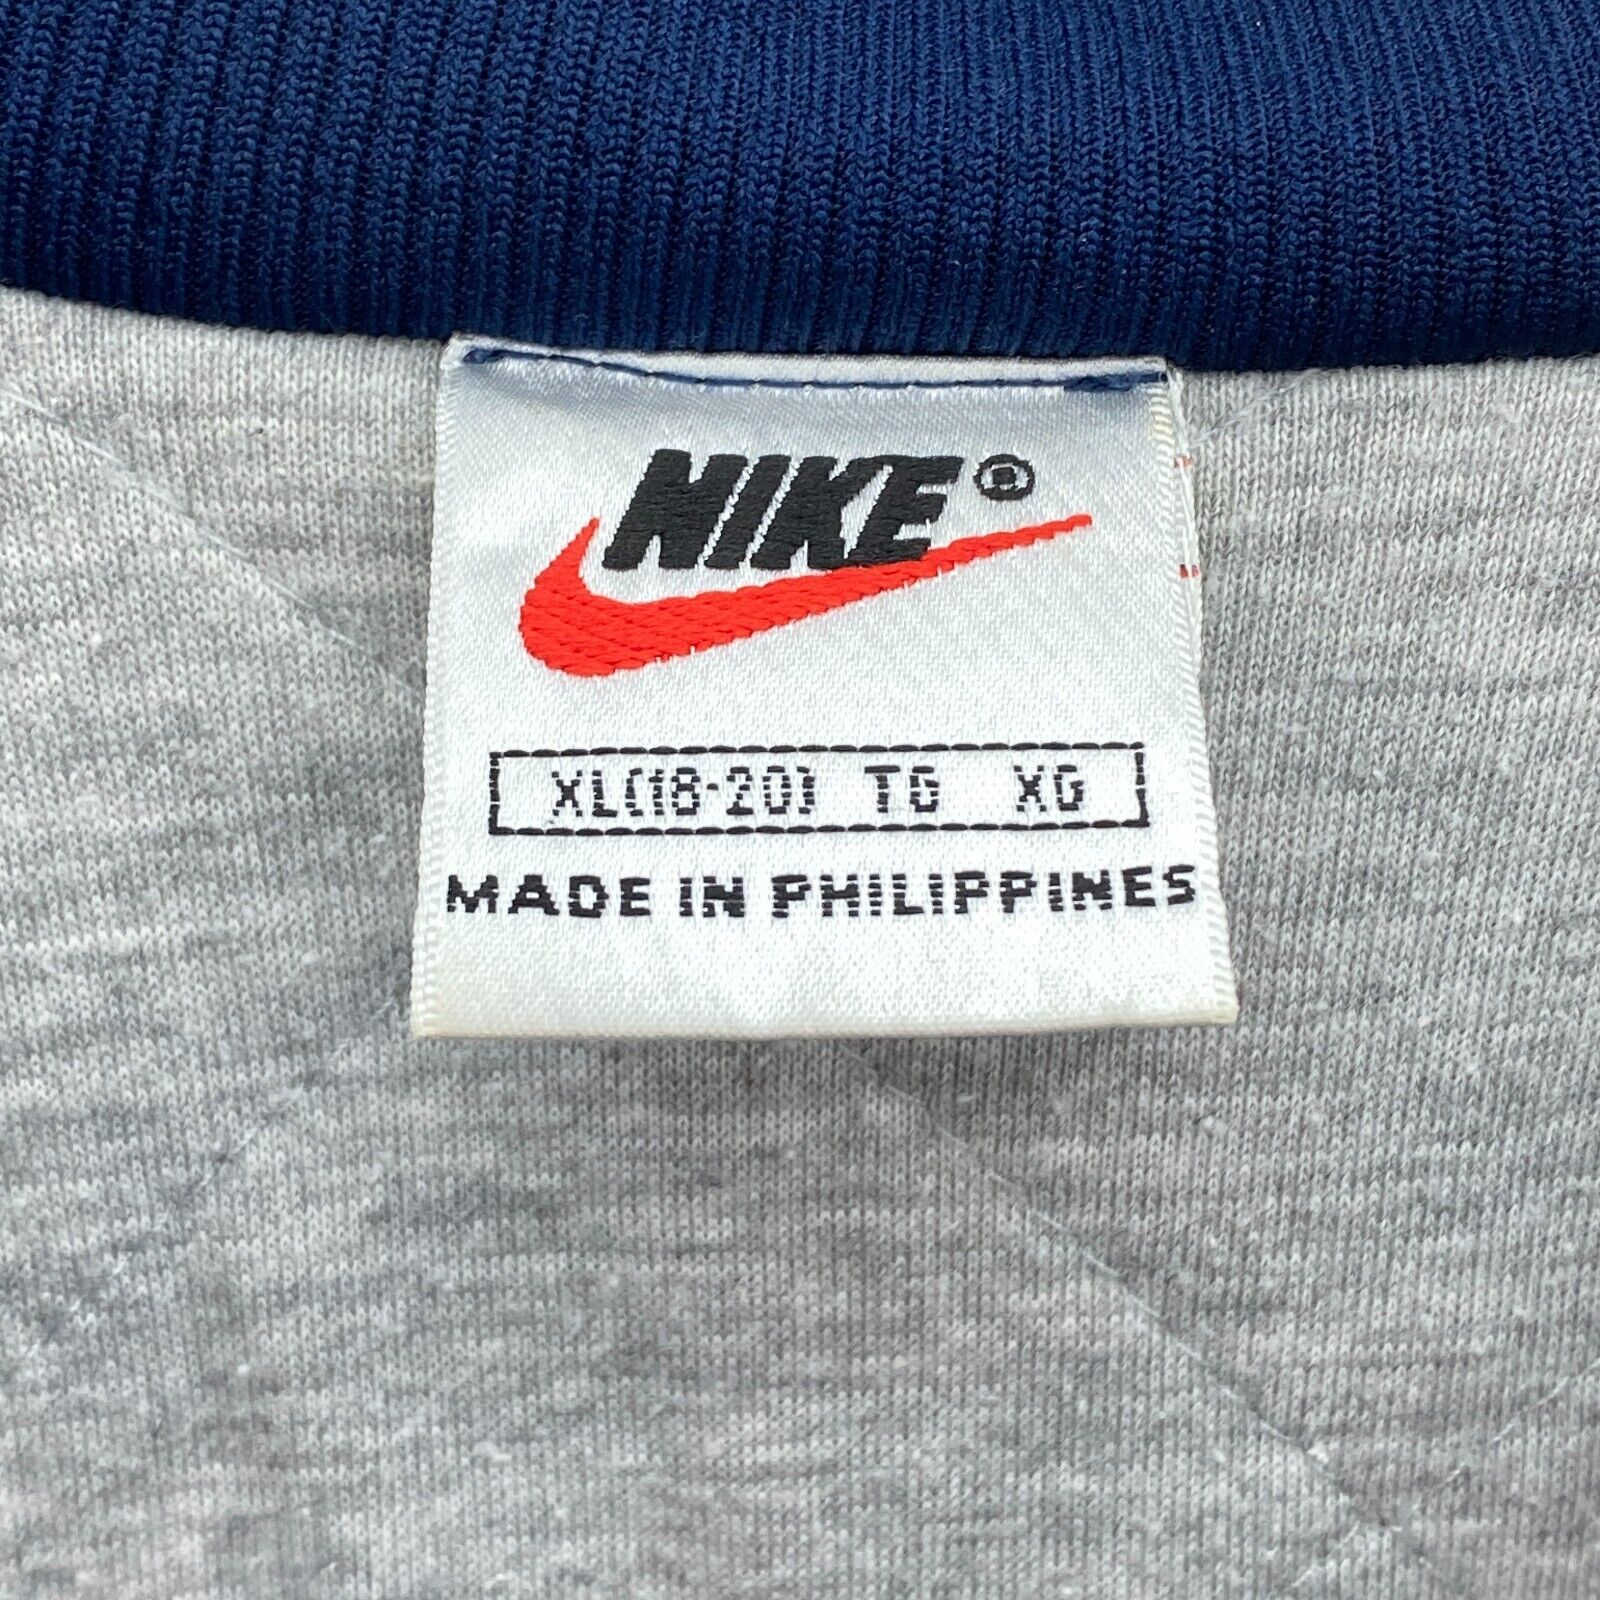 NIKE®
XL(18-20) TG XG
MADE IN PHILIPPINES